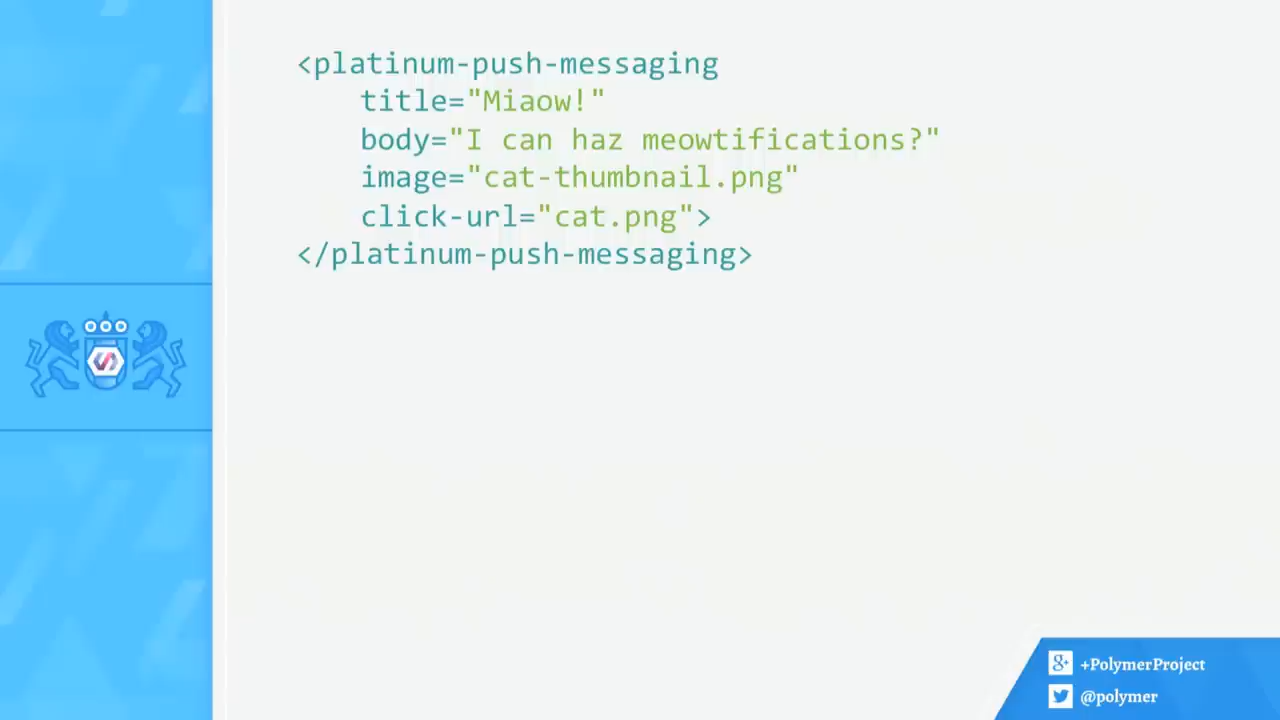 <platinum-push-messaging
title="Miaow!"
body="I can haz meowtifications?"
image="cat-thumbnail.png"
click-url="cat.png">
</platinum-push-messaging>
+PolymerProject
@polymer